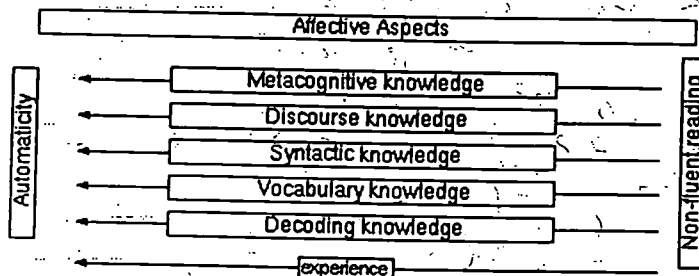 Affective Aspects
Automaticity
Metacognitive knowledge
Discourse knowledge
Syntactic knowledge
Vocabulary knowledge
Decoding knowledge
experience
Non-fluent reading